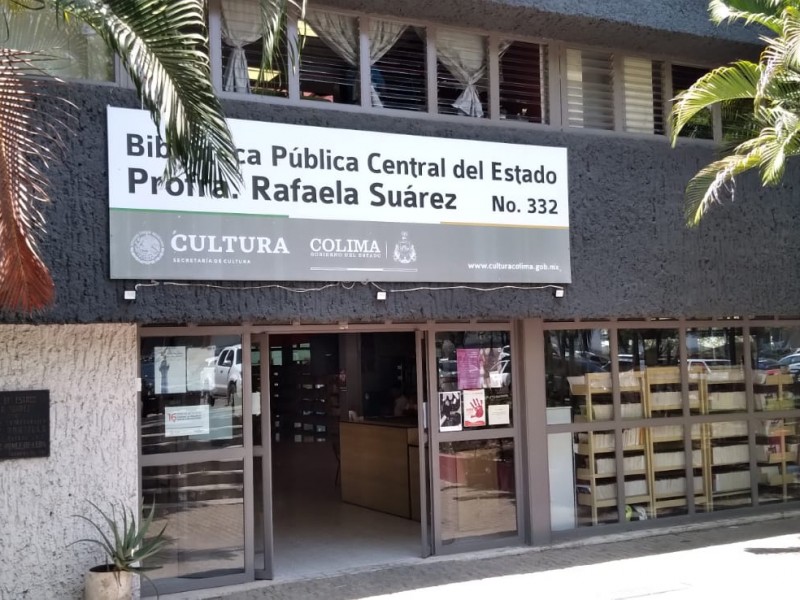 Biblioteca Pública Central del Estado
Profra. Rafaela Suárez No. 332
CULTURA
SECRETARÍA DE CULTURA
COLIMA
GOBIERNO DEL ESTADO
www.culturacolima.gob.mx